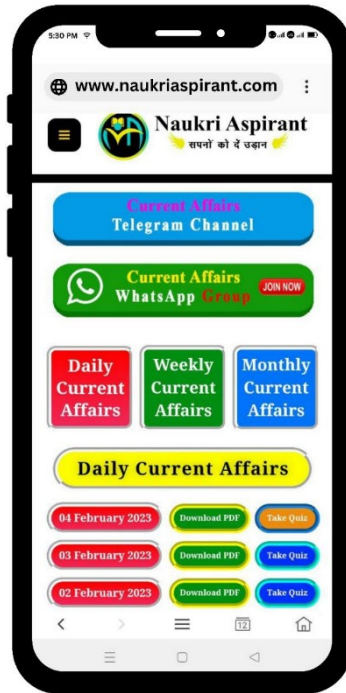 5:30 PM
www.naukriaspirant.com
Naukri Aspirant
सपनों को दें उड़ान
Current Affairs
Telegram Channel
Current Affairs
WhatsApp Group
JOIN NOW
Daily Current Affairs
Weekly Current Affairs
Monthly Current Affairs
Daily Current Affairs
04 February 2023 Download PDF Take Quiz
03 February 2023 Download PDF Take Quiz
02 February 2023 Download PDF Take Quiz
12